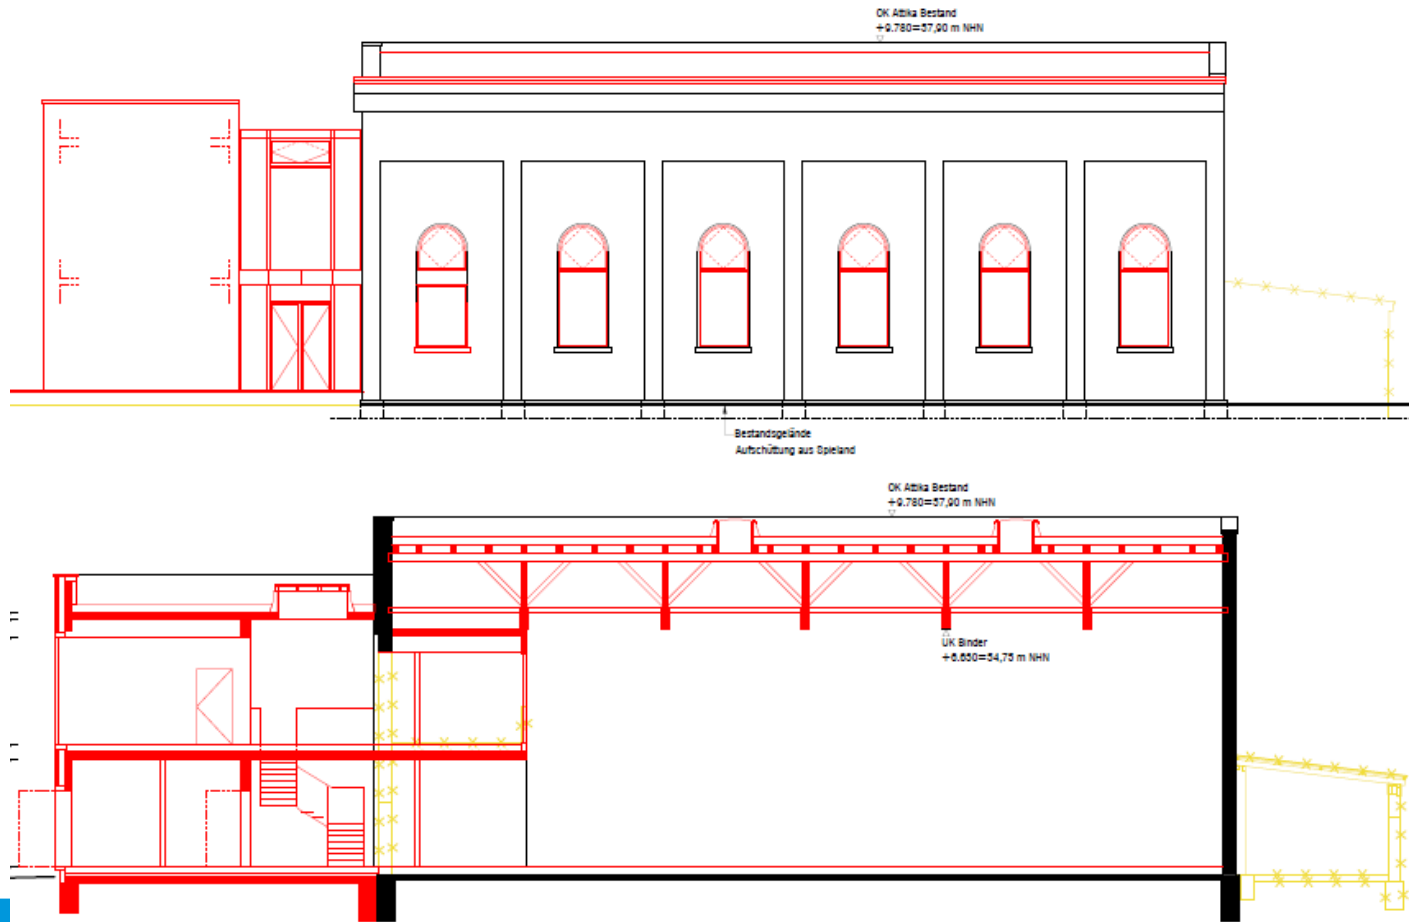 OK Attika Bestand
+9.780=57,90 m NHN
Bestandsgelände
Aufschüttung aus Spieland
OK Attika Bestand
+9.780=57,90 m NHN
UK Binder
+6.650=54,75 m NHN